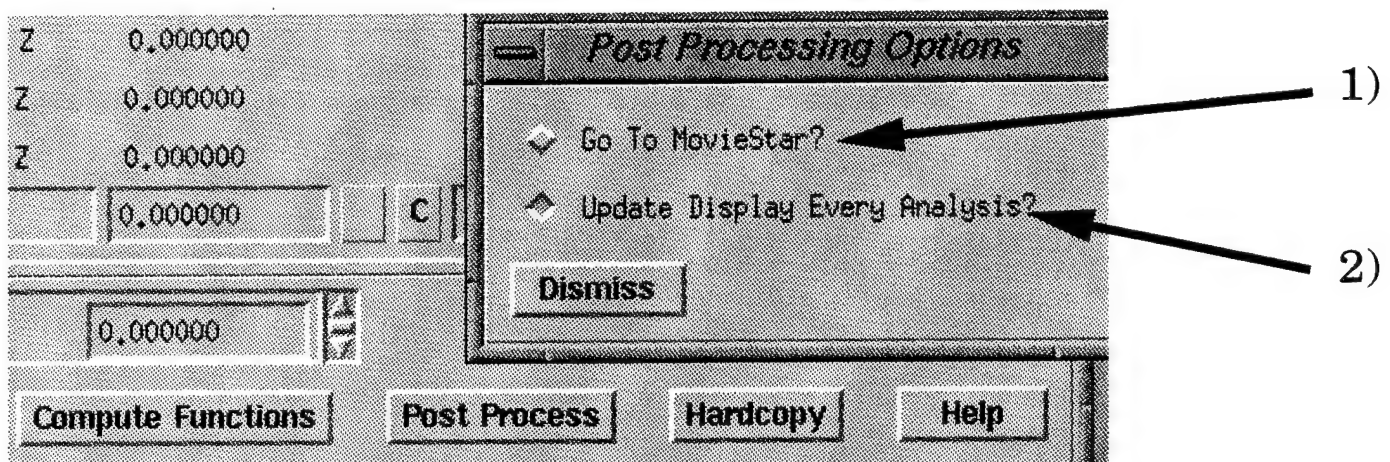 Z 0.000000
Z 0.000000
Z 0.000000
0.000000 C
0.000000
Post Processing Options
Go To MovieStar?
Update Display Every Analysis?
Dismiss
1)
2)
Compute Functions Post Process Hardcopy Help